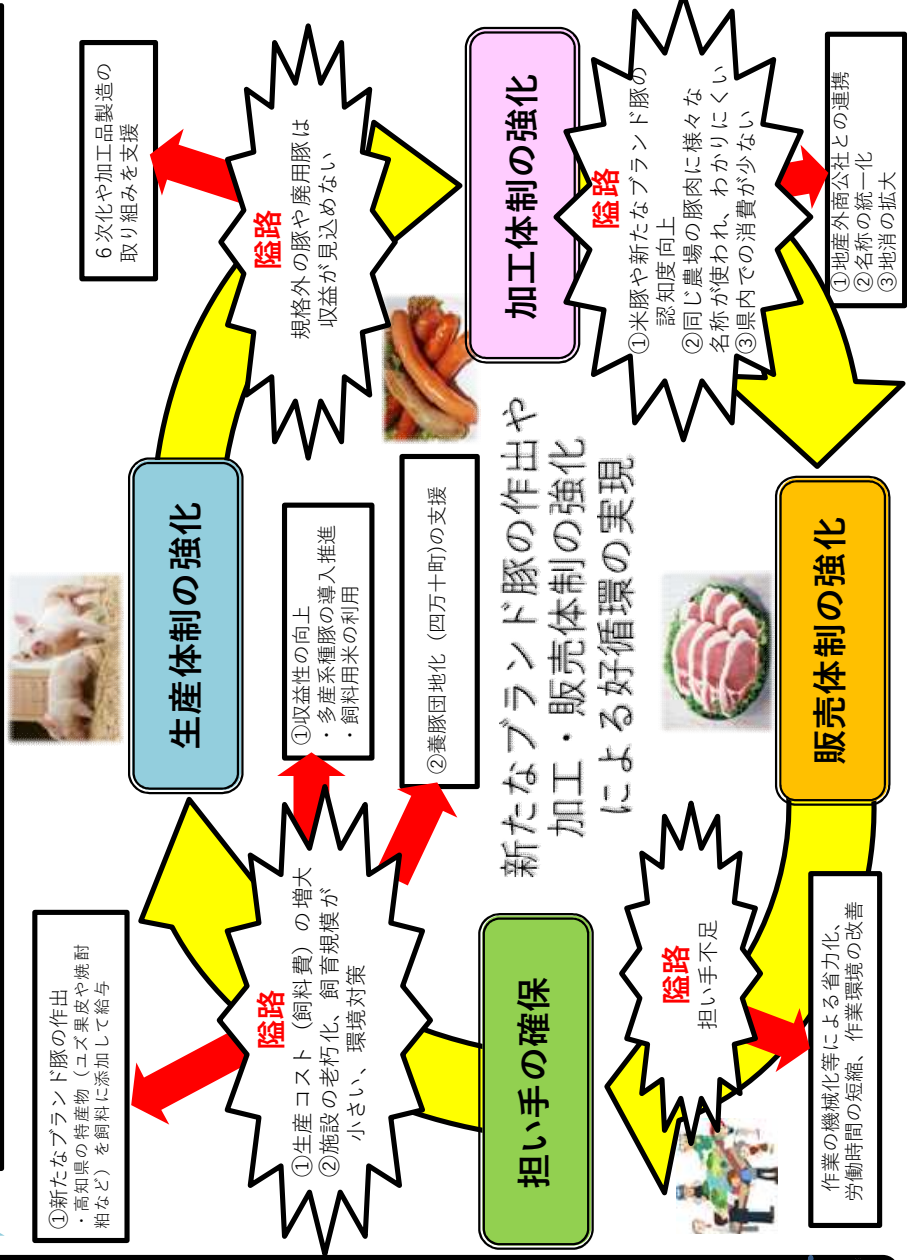 生産体制の強化
6次化や加工品製造の
取り組みを支援
隘路
規格外の豚や廃用豚は
収益が見込めない
加工体制の強化
隘路
①米豚や新たなブランド豚の
認知度向上
②同じ農場の豚肉に様々な
名称が使われ、わかりにくい
③県内での消費が少ない
①地産外商公社との連携
②名称の統一化
③地消の拡大
販売体制の強化
隘路
担い手不足
作業の機械化等による省力化、
労働時間の短縮、作業環境の改善
担い手の確保
隘路
①生産コスト（飼料費）の増大
②施設の老朽化、飼育規模が
小さい、環境対策
①新たなブランド豚の作出
・高知県の特産物（ユズ果皮や焼酎
粕など）を飼料に添加して給与
①収益性の向上
・多産系種豚の導入推進
・飼料用米の利用
②養豚団地化（四万十町)の支援
新たなブランド豚の作出や
加工・販売体制の強化
による好循環の実現